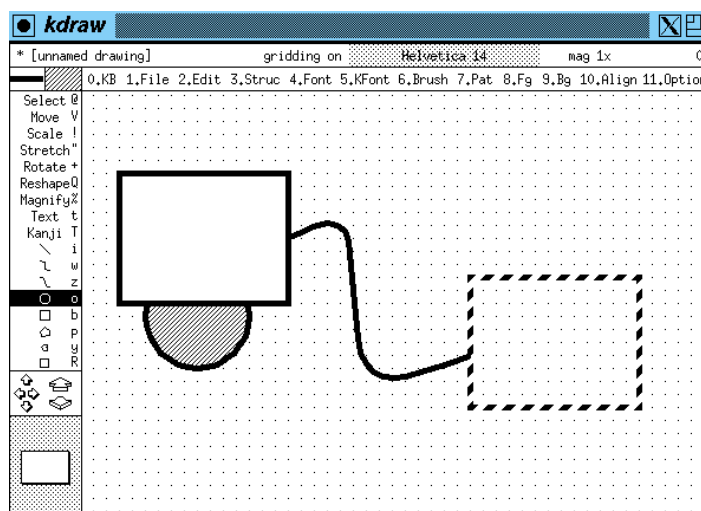 kdraw
* [unnamed drawing] gridding on Helvetica 14 mag 1x
0.KB 1.File 2.Edit 3.Struc 4.Font 5.KFont 6.Brush 7.Pat 8.Fg 9.Bg 10.Align 11.Option
Select @
Move V
Scale !
Stretch "
Rotate +
Reshape Q
Magnify %
Text t
Kanji T
i
w
z
o
b
p
y
R